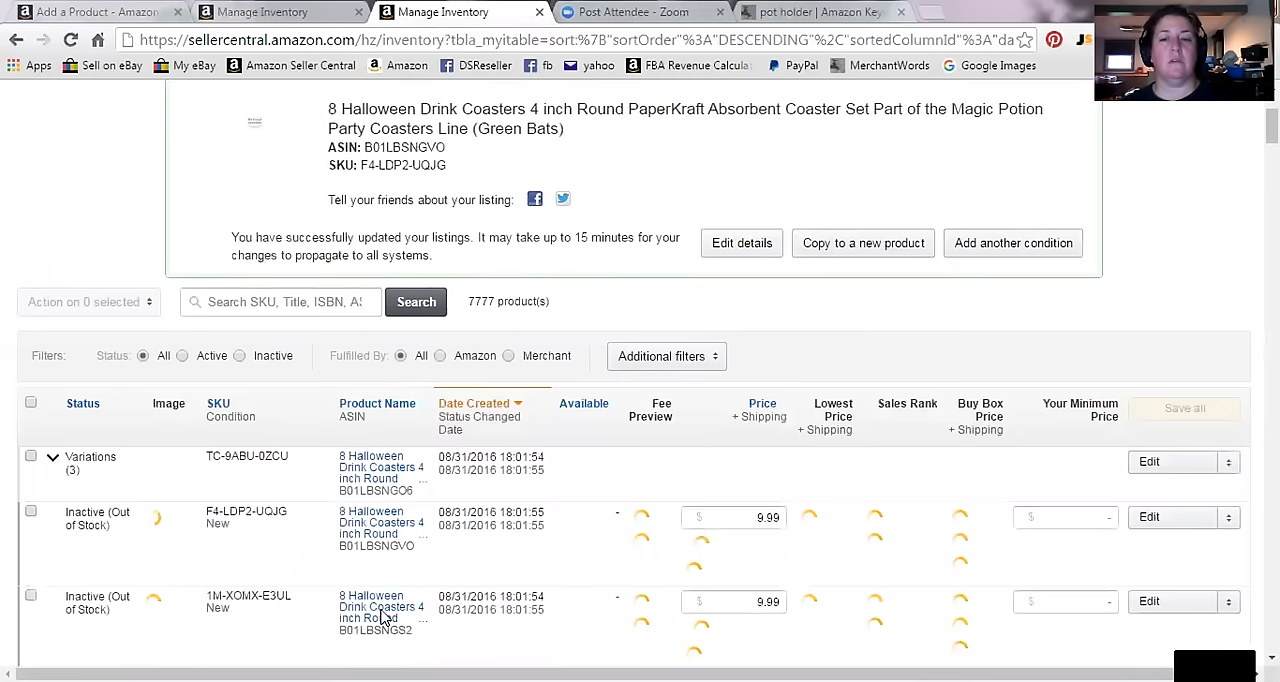 Add a Product - Amazon
Manage Inventory
Manage Inventory
Post Attendee - Zoom
pot holder | Amazon Key
https://sellercentral.amazon.com/hz/inventory?tbla_myitable=sort:%7B"sortOrder"%3A"DESCENDING"%2C"sortedColumnId"%3A"da
Apps
Sell on eBay
My eBay
Amazon Seller Central
Amazon
FBA Revenue Calcula
fb
yahoo
PayPal
MerchantWords
Google Images
8 Halloween Drink Coasters 4 inch Round PaperKraft Absorbent Coaster Set Part of the Magic Potion
Party Coasters Line (Green Bats)
ASIN: B01LBSNGVO
SKU: F4-LDP2-UQJG
Tell your friends about your listing:
You have successfully updated your listings. It may take up to 15 minutes for your
changes to propagate to all systems.
Edit details
Copy to a new product
Add another condition
Action on 0 selected
Search SKU, Title, ISBN, A
Search
7777 product(s)
Filters:
Status:
All
Active
Inactive
Fulfilled By:
All
Amazon
Merchant
Additional filters
Status
Image
SKU
Condition
Product Name
ASIN
Date Created
Status Changed
Date
Available
Fee
Preview
Price
+ Shipping
Lowest
Price
+ Shipping
Sales Rank
Buy Box
Price
+ Shipping
Your Minimum
Price
Save all
Variations
(3)
TC-9ABU-0ZCU
8 Halloween
Drink Coasters 4
inch Round ...
B01LBSNGO6
08/31/2016 18:01:54
08/31/2016 18:01:55
Edit
Inactive (Out
of Stock)
F4-LDP2-UQJG
New
8 Halloween
Drink Coasters 4
inch Round ...
B01LBSNGVO
08/31/2016 18:01:55
08/31/2016 18:01:55
-
$ 9.99
$ -
Edit
Inactive (Out
of Stock)
1M-XOMX-E3UL
New
8 Halloween
Drink Coasters 4
inch Round ...
B01LBSNGS2
08/31/2016 18:01:54
08/31/2016 18:01:55
-
$ 9.99
$ -
Edit